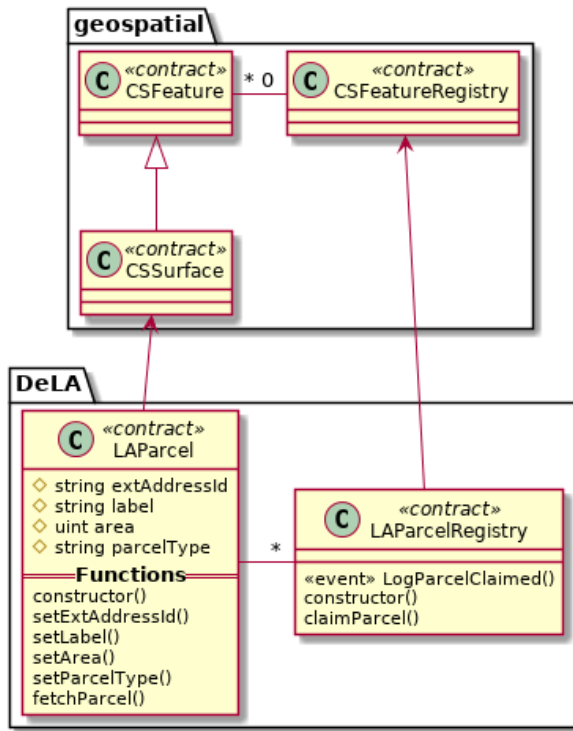 geospatial
C
«contract»
CSFeature
* 0
C
«contract»
CSFeatureRegistry
C
«contract»
CSSurface
DeLA
C
«contract»
LAParcel
string extAddressId
string label
uint area
string parcelType
Functions
constructor()
setExtAddressId()
setLabel()
setArea()
setParcelType()
fetchParcel()
*
C
«contract»
LAParcelRegistry
«event» LogParcelClaimed()
constructor()
claimParcel()